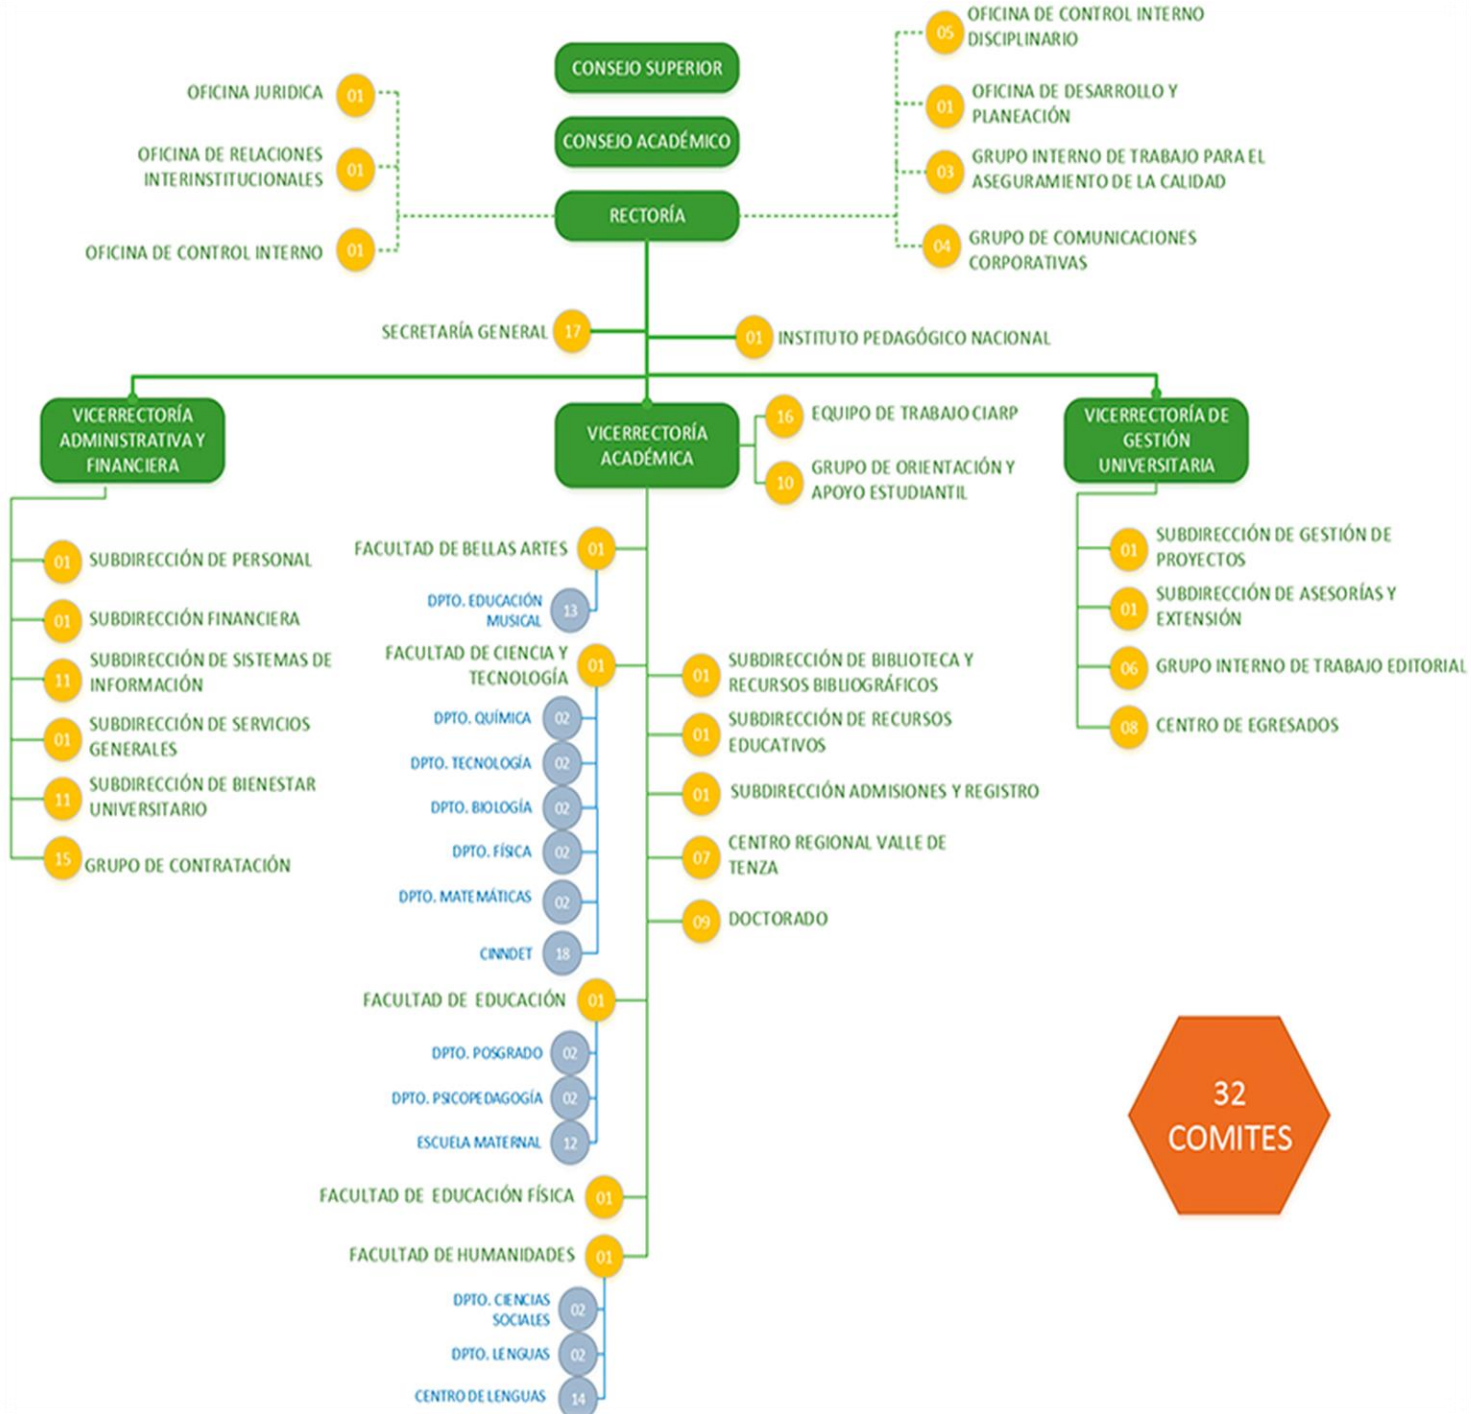 CONSEJO SUPERIOR
CONSEJO ACADÉMICO
RECTORÍA
OFICINA JURIDICA
01
OFICINA DE RELACIONES
INTERINSTITUCIONALES
01
OFICINA DE CONTROL INTERNO
01
05
OFICINA DE CONTROL INTERNO
DISCIPLINARIO
01
OFICINA DE DESARROLLO Y
PLANEACIÓN
03
GRUPO INTERNO DE TRABAJO PARA EL
ASEGURAMIENTO DE LA CALIDAD
04
GRUPO DE COMUNICACIONES
CORPORATIVAS
SECRETARÍA GENERAL
17
01
INSTITUTO PEDAGÓGICO NACIONAL
VICERRECTORÍA
ADMINISTRATIVA Y
FINANCIERA
01
SUBDIRECCIÓN DE PERSONAL
01
SUBDIRECCIÓN FINANCIERA
11
SUBDIRECCIÓN DE SISTEMAS DE
INFORMACIÓN
01
SUBDIRECCIÓN DE SERVICIOS
GENERALES
11
SUBDIRECCIÓN DE BIENESTAR
UNIVERSITARIO
15
GRUPO DE CONTRATACIÓN
VICERRECTORÍA
ACADÉMICA
16
EQUIPO DE TRABAJO CIARP
10
GRUPO DE ORIENTACIÓN Y
APOYO ESTUDIANTIL
FACULTAD DE BELLAS ARTES
01
DPTO. EDUCACIÓN
MUSICAL
13
FACULTAD DE CIENCIA Y
TECNOLOGÍA
01
DPTO. QUÍMICA
02
DPTO. TECNOLOGÍA
02
DPTO. BIOLOGÍA
02
DPTO. FÍSICA
02
DPTO. MATEMÁTICAS
02
CINNDET
18
FACULTAD DE EDUCACIÓN
01
DPTO. POSGRADO
02
DPTO. PSICOPEDAGOGÍA
02
ESCUELA MATERNAL
12
FACULTAD DE EDUCACIÓN FÍSICA
01
FACULTAD DE HUMANIDADES
01
DPTO. CIENCIAS
SOCIALES
02
DPTO. LENGUAS
02
CENTRO DE LENGUAS
14
01
SUBDIRECCIÓN DE BIBLIOTECA Y
RECURSOS BIBLIOGRÁFICOS
01
SUBDIRECCIÓN DE RECURSOS
EDUCATIVOS
01
SUBDIRECCIÓN ADMISIONES Y REGISTRO
07
CENTRO REGIONAL VALLE DE
TENZA
09
DOCTORADO
VICERRECTORÍA DE
GESTIÓN
UNIVERSITARIA
01
SUBDIRECCIÓN DE GESTIÓN DE
PROYECTOS
01
SUBDIRECCIÓN DE ASESORÍAS Y
EXTENSIÓN
06
GRUPO INTERNO DE TRABAJO EDITORIAL
08
CENTRO DE EGRESADOS
32
COMITES